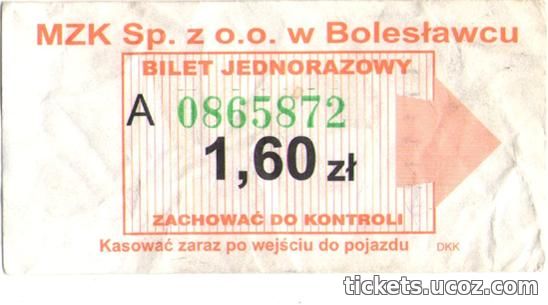 MZK Sp. z o.o. w Bolesławcu
BILET JEDNORAZOWY
A 0865872
1,60 zł
ZACHOWAĆ DO KONTROLI
Kasować zaraz po wejściu do pojazdu DKK
tickets.ucoz.com